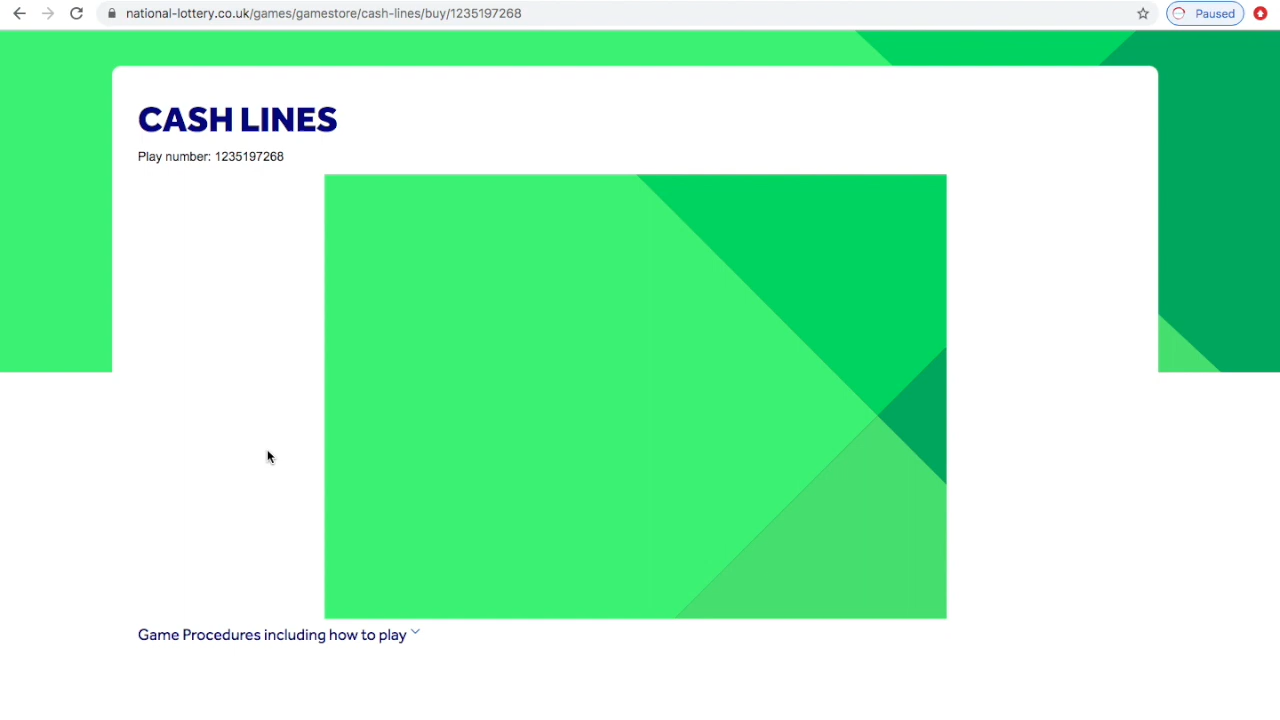 national-lottery.co.uk/games/gamestore/cash-lines/buy/1235197268
Paused
CASH LINES
Play number: 1235197268
Game Procedures including how to play